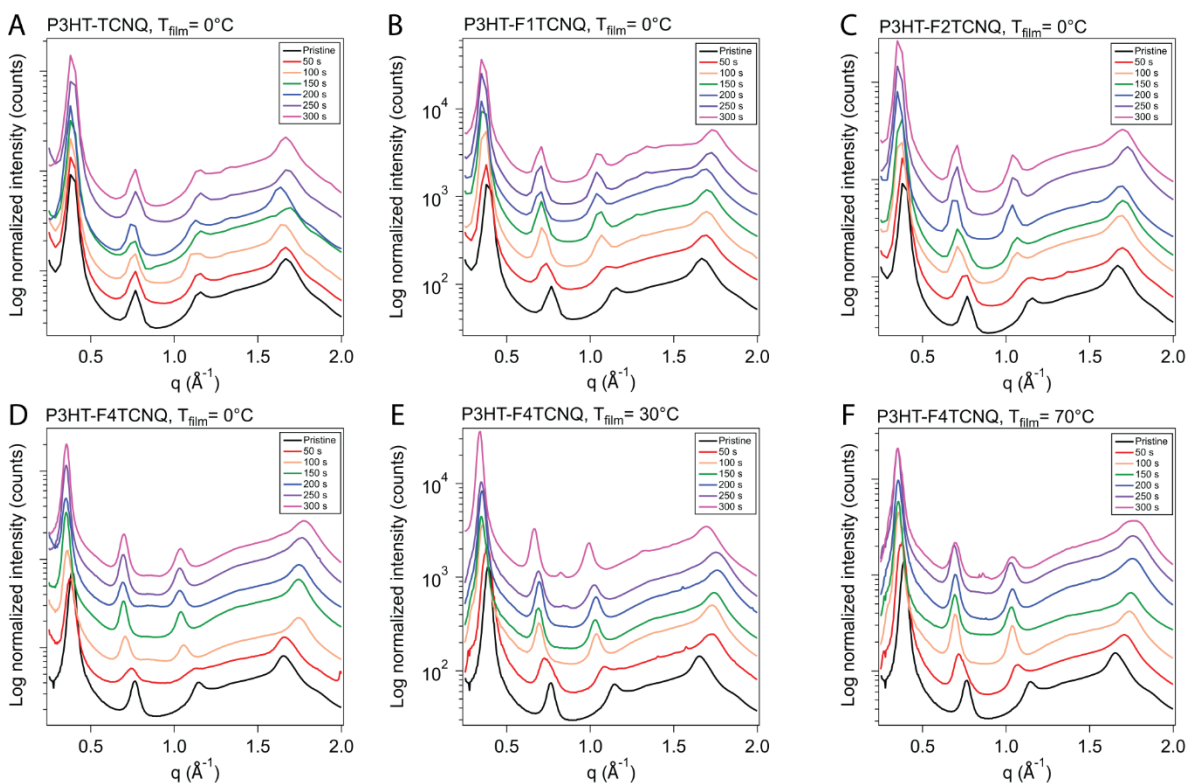 A P3HT-TCNQ, T_film= 0°C
Log normalized intensity (counts)
Pristine
50 s
100 s
150 s
200 s
250 s
300 s
0.5 1.0 1.5 2.0
q (Å⁻¹)
B P3HT-F1TCNQ, T_film= 0°C
Log normalized intensity (counts)
10⁴
10³
10²
Pristine
50 s
100 s
150 s
200 s
250 s
300 s
0.5 1.0 1.5 2.0
q (Å⁻¹)
C P3HT-F2TCNQ, T_film= 0°C
Log normalized intensity (counts)
Pristine
50 s
100 s
150 s
200 s
250 s
300 s
0.5 1.0 1.5 2.0
q (Å⁻¹)
D P3HT-F4TCNQ, T_film= 0°C
Log normalized intensity (counts)
Pristine
50 s
100 s
150 s
200 s
250 s
300 s
0.5 1.0 1.5 2.0
q (Å⁻¹)
E P3HT-F4TCNQ, T_film= 30°C
Log normalized intensity (counts)
10⁴
10³
10²
Pristine
50 s
100 s
150 s
200 s
250 s
300 s
0.5 1.0 1.5 2.0
q (Å⁻¹)
F P3HT-F4TCNQ, T_film= 70°C
Log normalized intensity (counts)
Pristine
50 s
100 s
150 s
200 s
250 s
300 s
0.5 1.0 1.5 2.0
q (Å⁻¹)